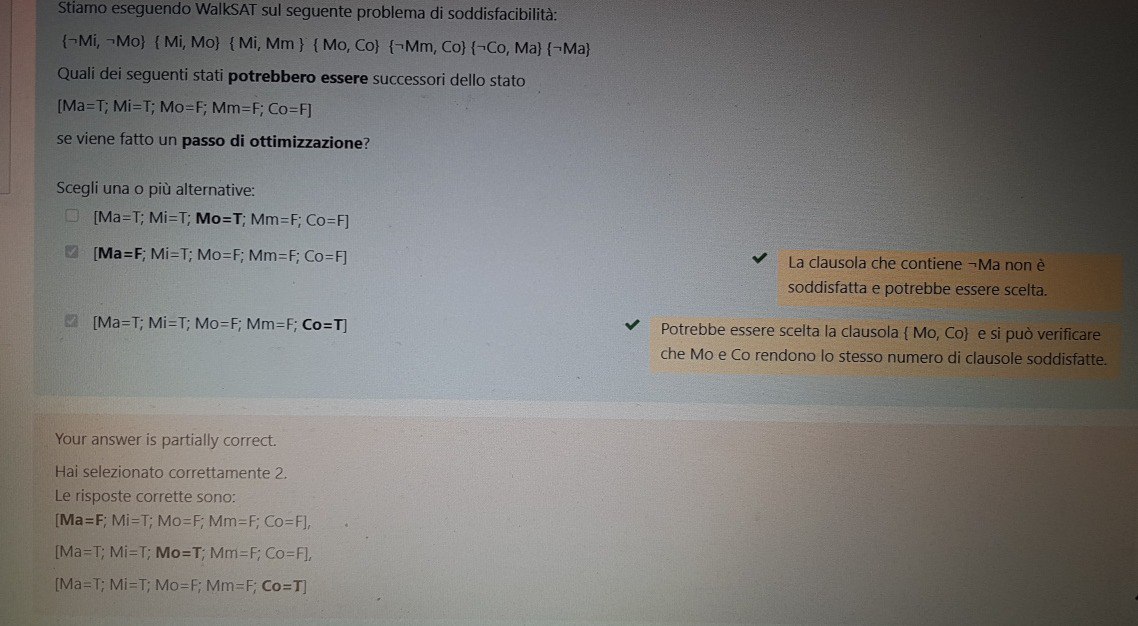 Stiamo eseguendo WalkSAT sul seguente problema di soddisfacibilità:
{¬Mi, ¬Mo} { Mi, Mo} { Mi, Mm } { Mo, Co} {¬Mm, Co} {¬Co, Ma} {¬Ma}
Quali dei seguenti stati potrebbero essere successori dello stato
[Ma=T; Mi=T; Mo=F; Mm=F; Co=F]
se viene fatto un passo di ottimizzazione?
Scegli una o più alternative:
[Ma=T; Mi=T; Mo=T; Mm=F; Co=F]
[Ma=F; Mi=T; Mo=F; Mm=F; Co=F]
La clausola che contiene ¬Ma non è
soddisfatta e potrebbe essere scelta.
[Ma=T; Mi=T; Mo=F; Mm=F; Co=T]
Potrebbe essere scelta la clausola { Mo, Co} e si può verificare
che Mo e Co rendono lo stesso numero di clausole soddisfatte.
Your answer is partially correct.
Hai selezionato correttamente 2.
Le risposte corrette sono:
[Ma=F; Mi=T; Mo=F; Mm=F; Co=F],
[Ma=T; Mi=T; Mo=T; Mm=F; Co=F],
[Ma=T; Mi=T; Mo=F; Mm=F; Co=T]